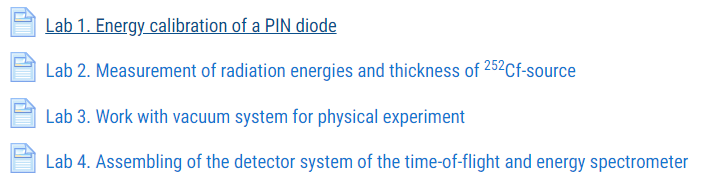 Lab 1. Energy calibration of a PIN diode
Lab 2. Measurement of radiation energies and thickness of ²⁵²Cf-source
Lab 3. Work with vacuum system for physical experiment
Lab 4. Assembling of the detector system of the time-of-flight and energy spectrometer